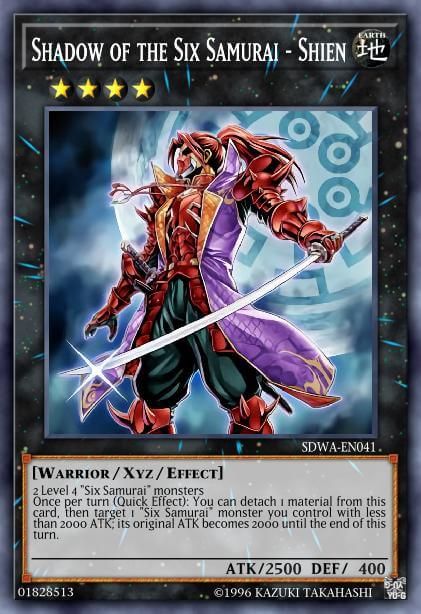 SHADOW OF THE SIX SAMURAI - SHIEN
EARTH
地
SDWA-EN041
[WARRIOR / XYZ / EFFECT]
2 Level 4 "Six Samurai" monsters
Once per turn (Quick Effect): You can detach 1 material from this
card, then target 1 "Six Samurai" monster you control with less
than 2000 ATK; its original ATK becomes 2000 until the end of this
turn.
ATK/2500 DEF/ 400
01828513
©1996 KAZUKI TAKAHASHI